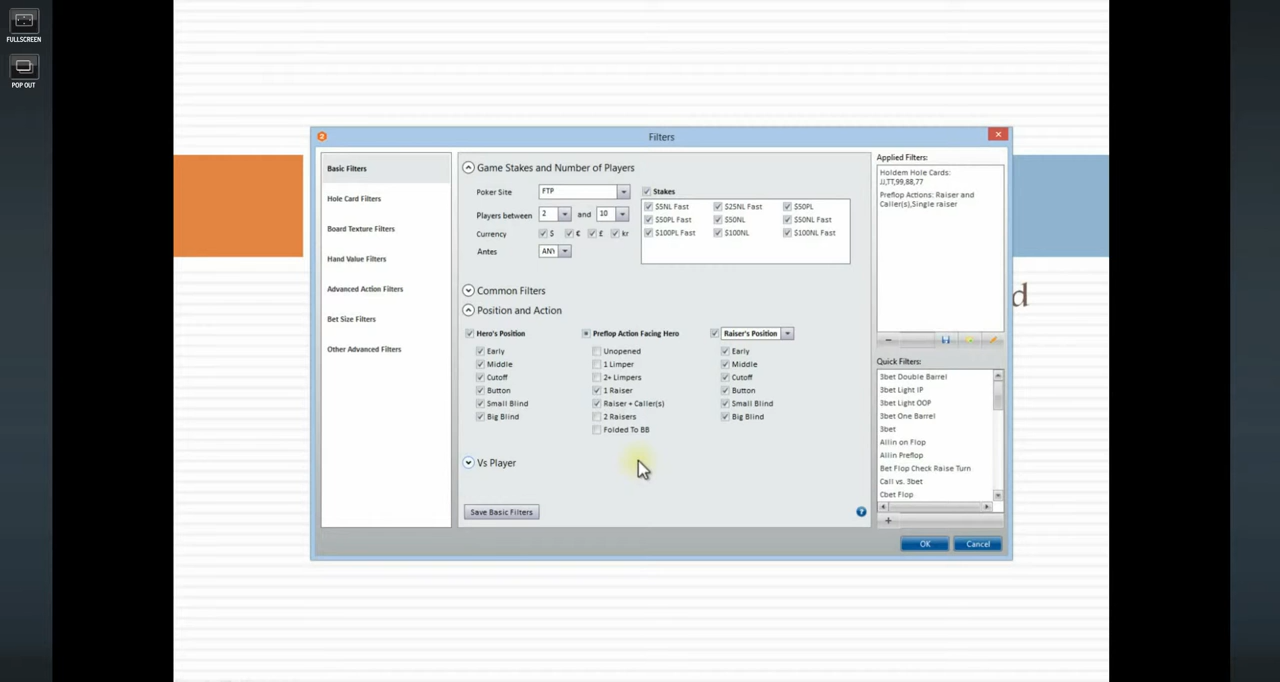 FULLSCREEN
POP OUT
Filters
Basic Filters
Hole Card Filters
Board Texture Filters
Hand Value Filters
Advanced Action Filters
Bet Size Filters
Other Advanced Filters
Game Stakes and Number of Players
Poker Site FTP
Players between 2 and 10
Currency $ € £ kr
Antes ANY
Stakes
$5NL Fast $25NL Fast $50PL
$50PL Fast $50NL $50NL Fast
$100PL Fast $100NL $100NL Fast
Common Filters
Position and Action
Hero's Position
Early
Middle
Cutoff
Button
Small Blind
Big Blind
Preflop Action Facing Hero
Unopened
1 Limper
2+ Limpers
1 Raiser
Raiser + Caller(s)
2 Raisers
Folded To BB
Raiser's Position
Early
Middle
Cutoff
Button
Small Blind
Big Blind
Vs Player
Save Basic Filters
Applied Filters:
Holdem Hole Cards:
JJ,TT,99,88,77
Preflop Actions: Raiser and
Caller(s),Single raiser
Quick Filters:
3bet Double Barrel
3bet Light IP
3bet Light OOP
3bet One Barrel
3bet
Allin on Flop
Allin Preflop
Bet Flop Check Raise Turn
Call vs. 3bet
Cbet Flop
OK
Cancel
d